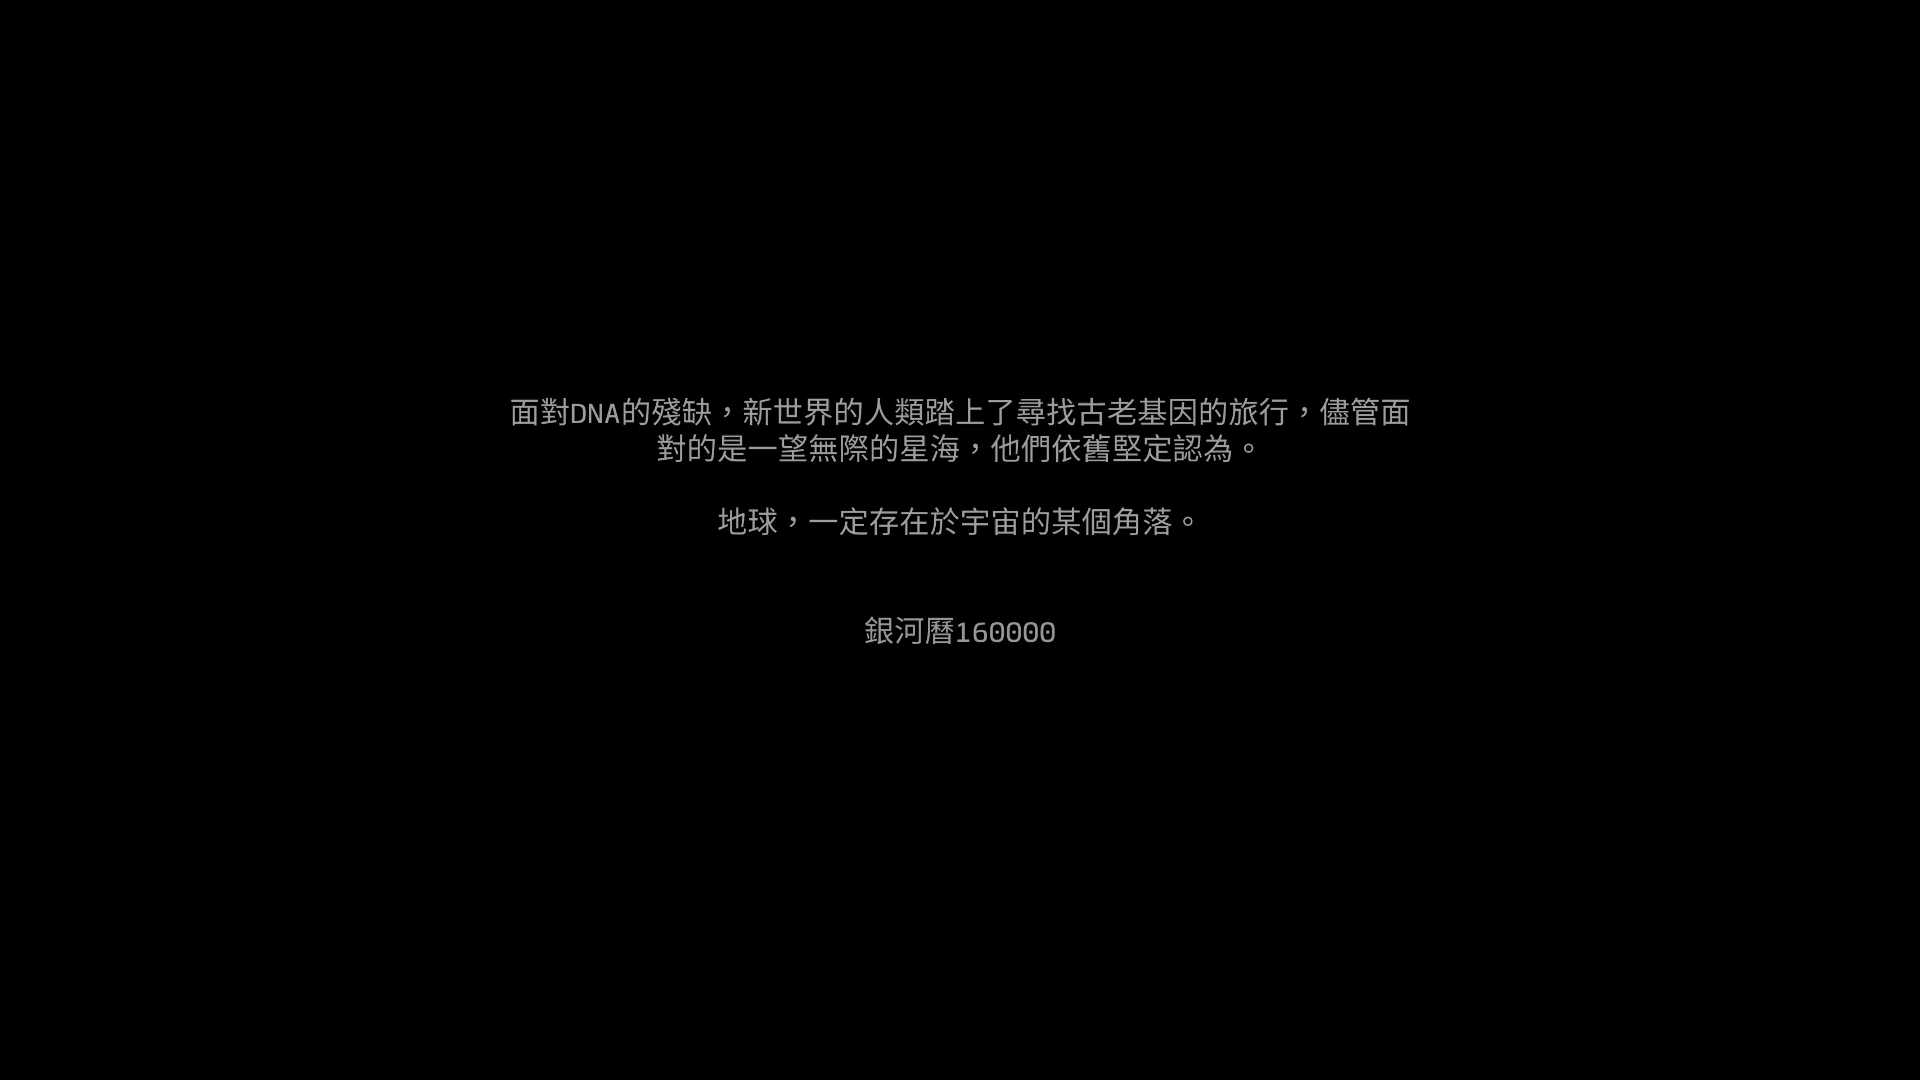 面對DNA的殘缺，新世界的人類踏上了尋找古老基因的旅行，儘管面
對的是一望無際的星海，他們依舊堅定認為。
地球，一定存在於宇宙的某個角落。
銀河曆160000